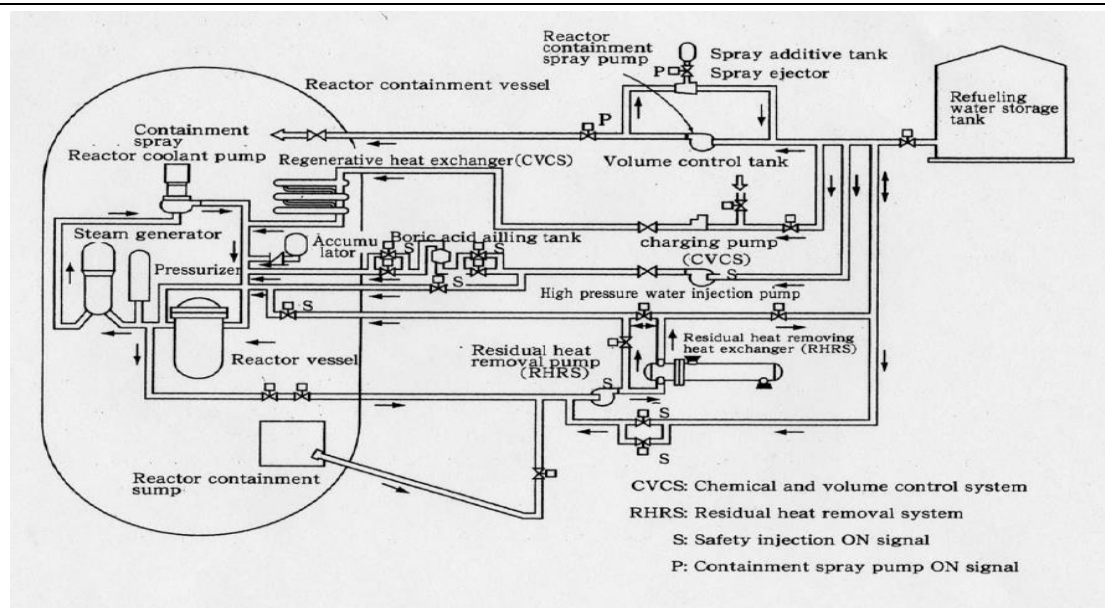 Reactor
containment
spray pump
Spray additive tank
P
Spray ejector
Reactor containment vessel
Refueling
water storage
tank
P
Containment
spray
Reactor coolant pump
Regenerative heat exchanger(CVCS)
Volume control tank
Steam generator
Accumu
lator
Boric acid ailling tank
charging pump
(CVCS)
S
S
S
Pressurizer
S
High pressure water injection pump
S
Reactor vessel
Residual heat
removal pump
(RHRS)
Residual heat removing
heat exchanger (RHRS)
S
S
S
Reactor containment
sump
CVCS: Chemical and volume control system
RHRS: Residual heat removal system
S: Safety injection ON signal
P: Containment spray pump ON signal